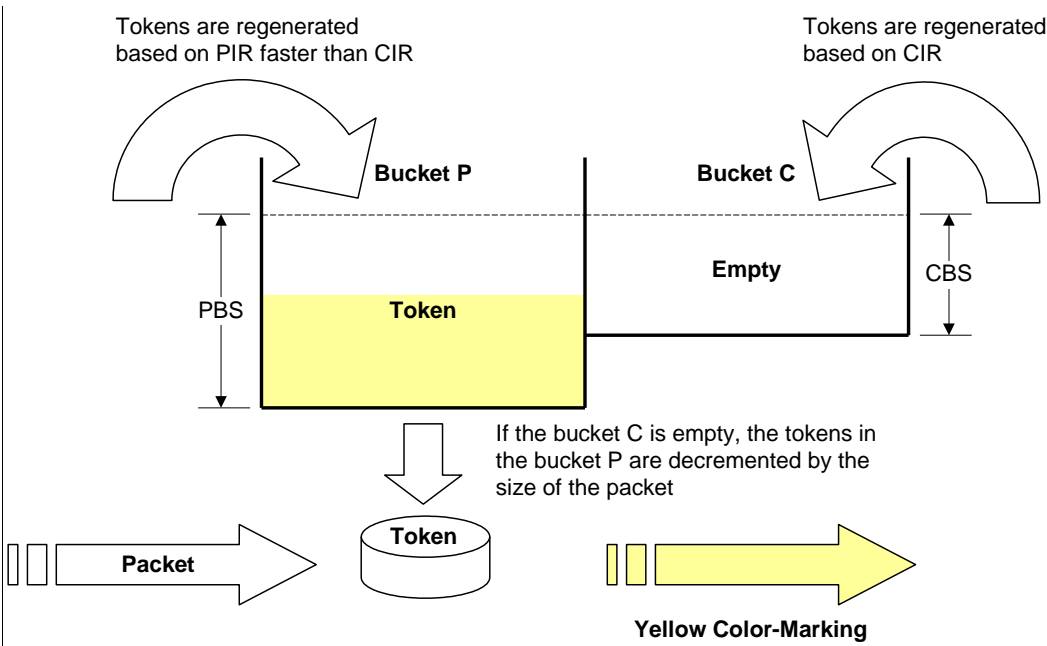 Tokens are regenerated
based on PIR faster than CIR
Tokens are regenerated
based on CIR
Bucket P
Bucket C
Empty
PBS
CBS
Token
If the bucket C is empty, the tokens in
the bucket P are decremented by the
size of the packet
Token
Packet
Yellow Color-Marking